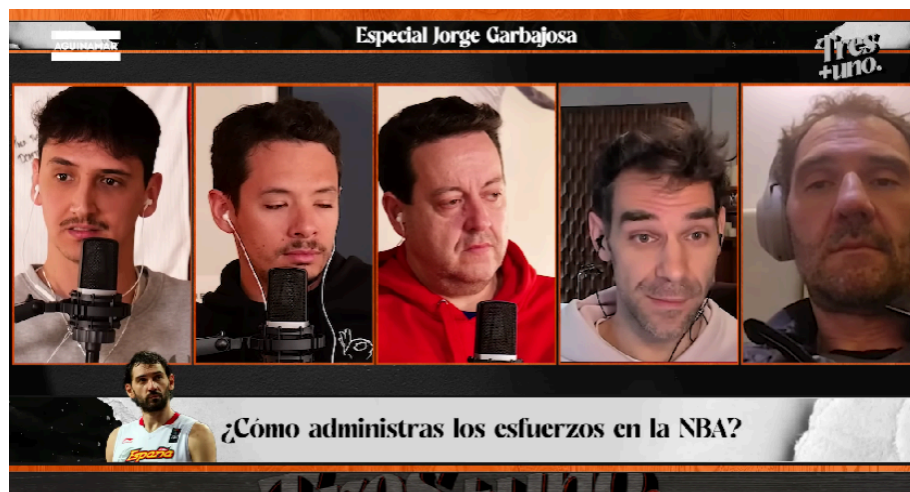 Especial Jorge Garbajosa
AGUINAMAR
Tres
+uno.
¿Cómo administras los esfuerzos en la NBA?
España